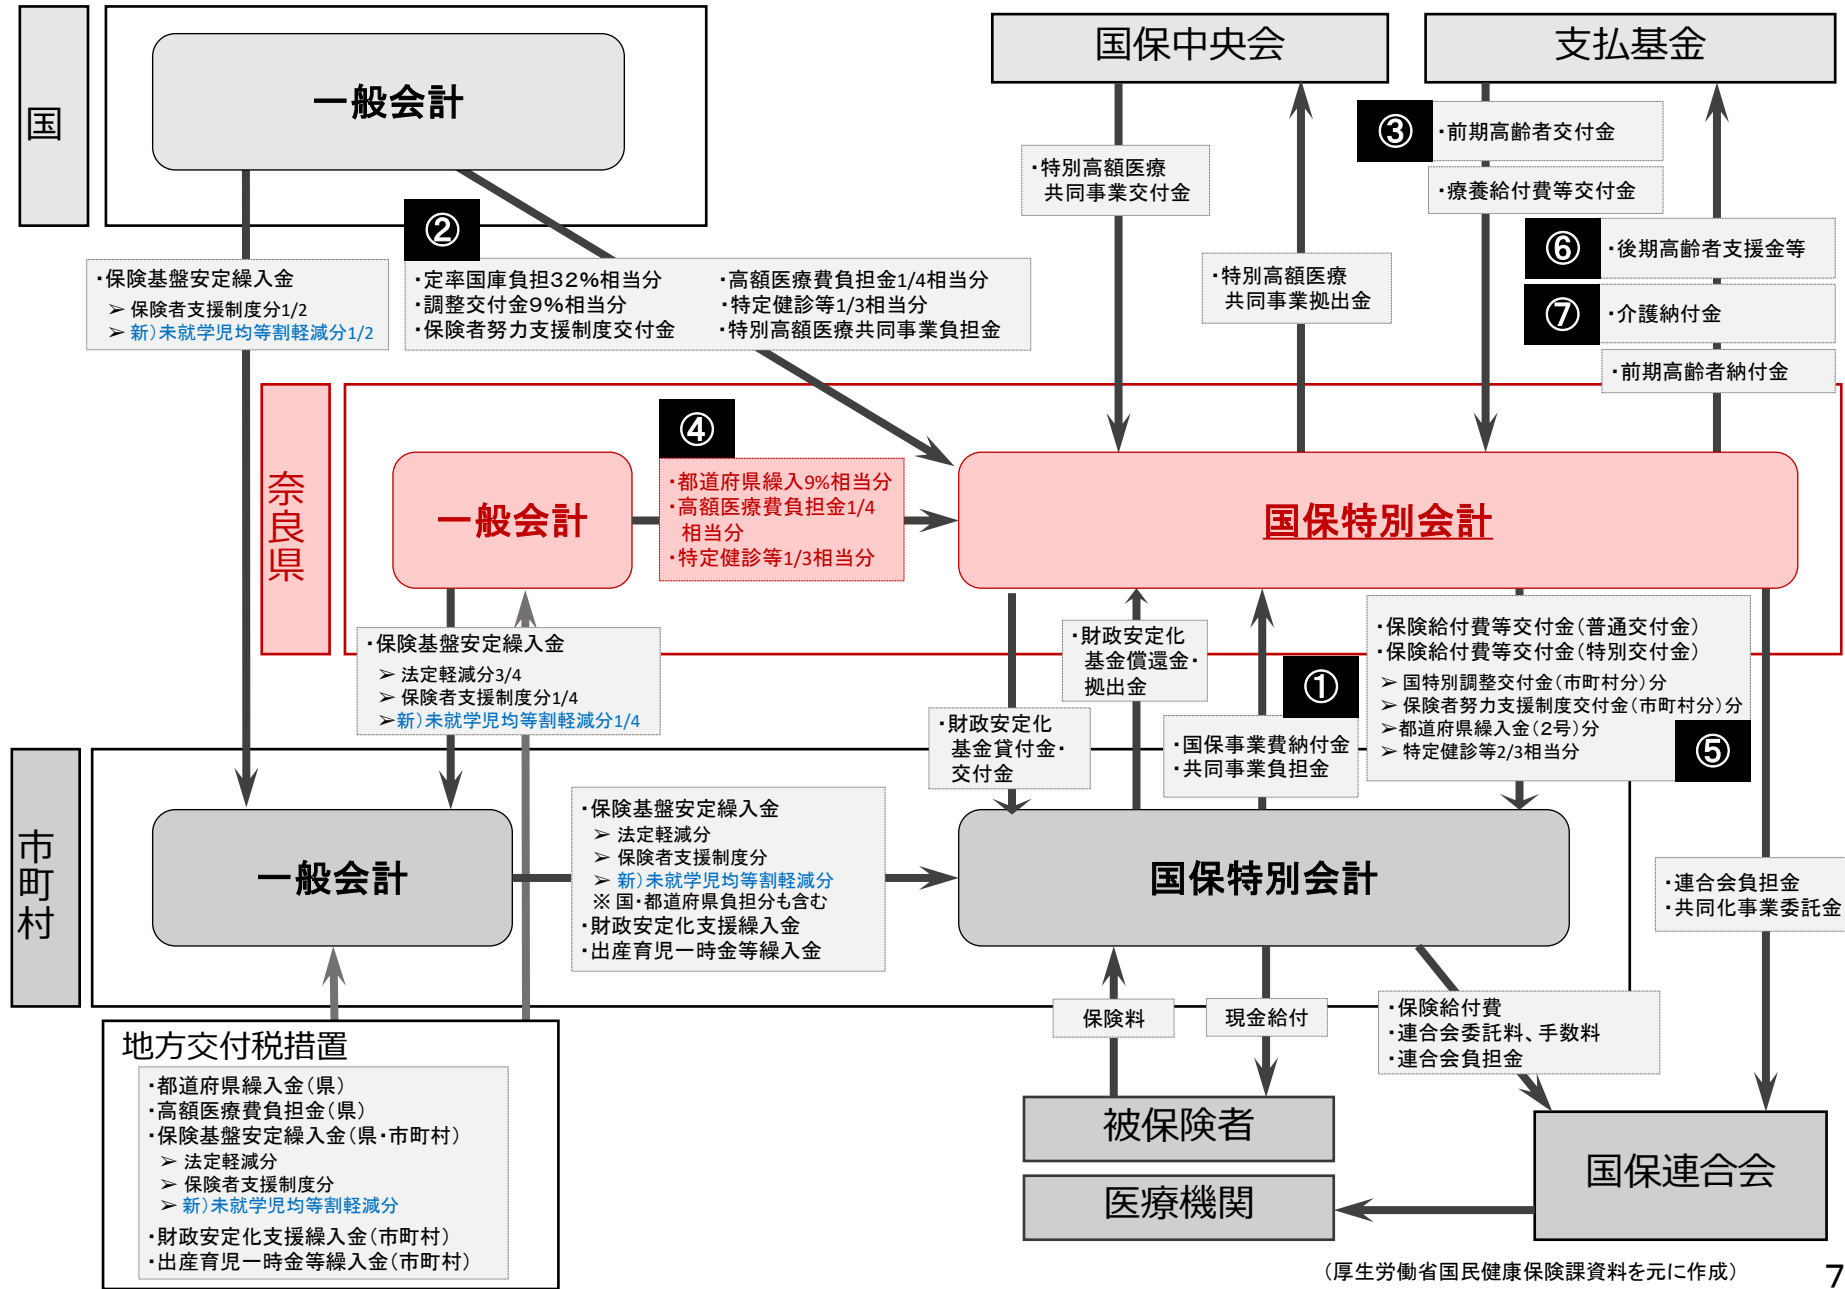 国
一般会計
国保中央会
支払基金
・特別高額医療
共同事業交付金
・特別高額医療
共同事業拠出金
③
・前期高齢者交付金
・療養給付費等交付金
⑥
・後期高齢者支援金等
⑦
・介護納付金
・前期高齢者納付金
・保険基盤安定繰入金
➢ 保険者支援制度分1/2
➢ 新)未就学児均等割軽減分1/2
②
・定率国庫負担32%相当分
・調整交付金9%相当分
・保険者努力支援制度交付金
・高額医療費負担金1/4相当分
・特定健診等1/3相当分
・特別高額医療共同事業負担金
奈良県
一般会計
④
・都道府県繰入9%相当分
・高額医療費負担金1/4
相当分
・特定健診等1/3相当分
国保特別会計
・保険基盤安定繰入金
➢ 法定軽減分3/4
➢ 保険者支援制度分1/4
➢新)未就学児均等割軽減分1/4
・財政安定化
基金貸付金・
交付金
・財政安定化
基金償還金・
拠出金
①
・国保事業費納付金
・共同事業負担金
・保険給付費等交付金(普通交付金)
・保険給付費等交付金(特別交付金)
➢ 国特別調整交付金(市町村分)分
➢ 保険者努力支援制度交付金(市町村分)分
➢都道府県繰入金(2号)分
➢ 特定健診等2/3相当分
⑤
・連合会負担金
・共同化事業委託金
市町村
一般会計
・保険基盤安定繰入金
➢ 法定軽減分
➢ 保険者支援制度分
➢ 新)未就学児均等割軽減分
※ 国・都道府県負担分も含む
・財政安定化支援繰入金
・出産育児一時金等繰入金
国保特別会計
保険料
現金給付
・保険給付費
・連合会委託料、手数料
・連合会負担金
地方交付税措置
・都道府県繰入金(県)
・高額医療費負担金(県)
・保険基盤安定繰入金(県・市町村)
➢ 法定軽減分
➢ 保険者支援制度分
➢ 新)未就学児均等割軽減分
・財政安定化支援繰入金(市町村)
・出産育児一時金等繰入金(市町村)
被保険者
医療機関
国保連合会
(厚生労働省国民健康保険課資料を元に作成)
7